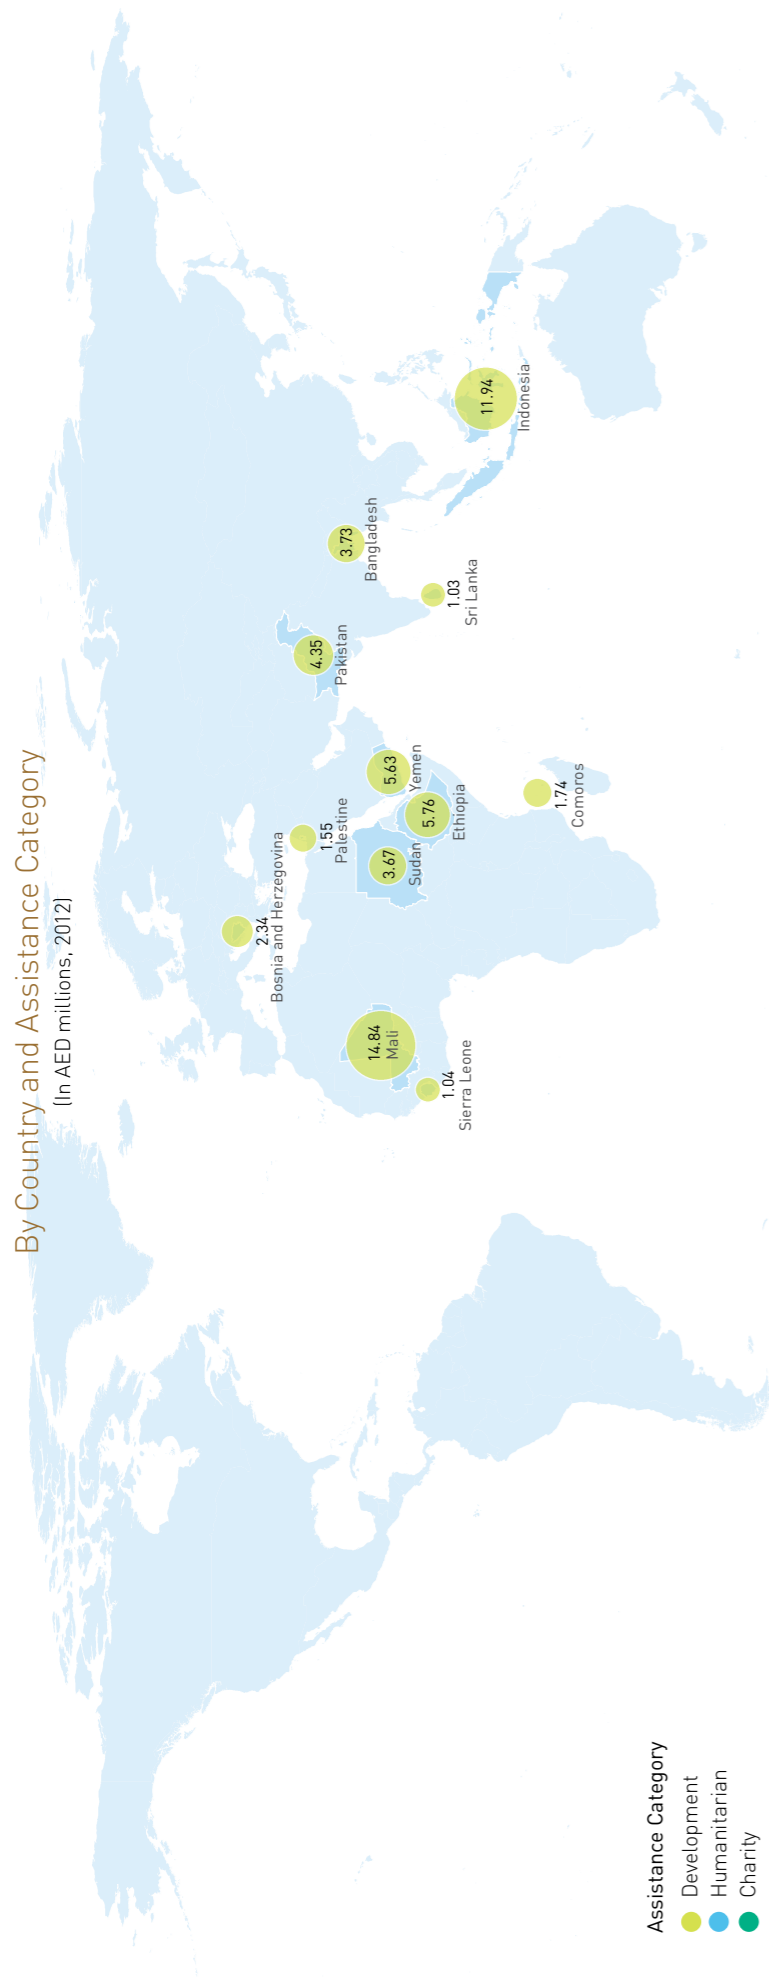 By Country and Assistance Category
(In AED millions, 2012)
2.34
Bosnia and Herzegovina
1.55
Palestine
4.35
Pakistan
3.73
Bangladesh
14.84
Mali
3.67
Sudan
5.63
Yemen
5.76
Ethiopia
1.03
Sri Lanka
11.94
Indonesia
1.04
Sierra Leone
1.74
Comoros
Assistance Category
Development
Humanitarian
Charity